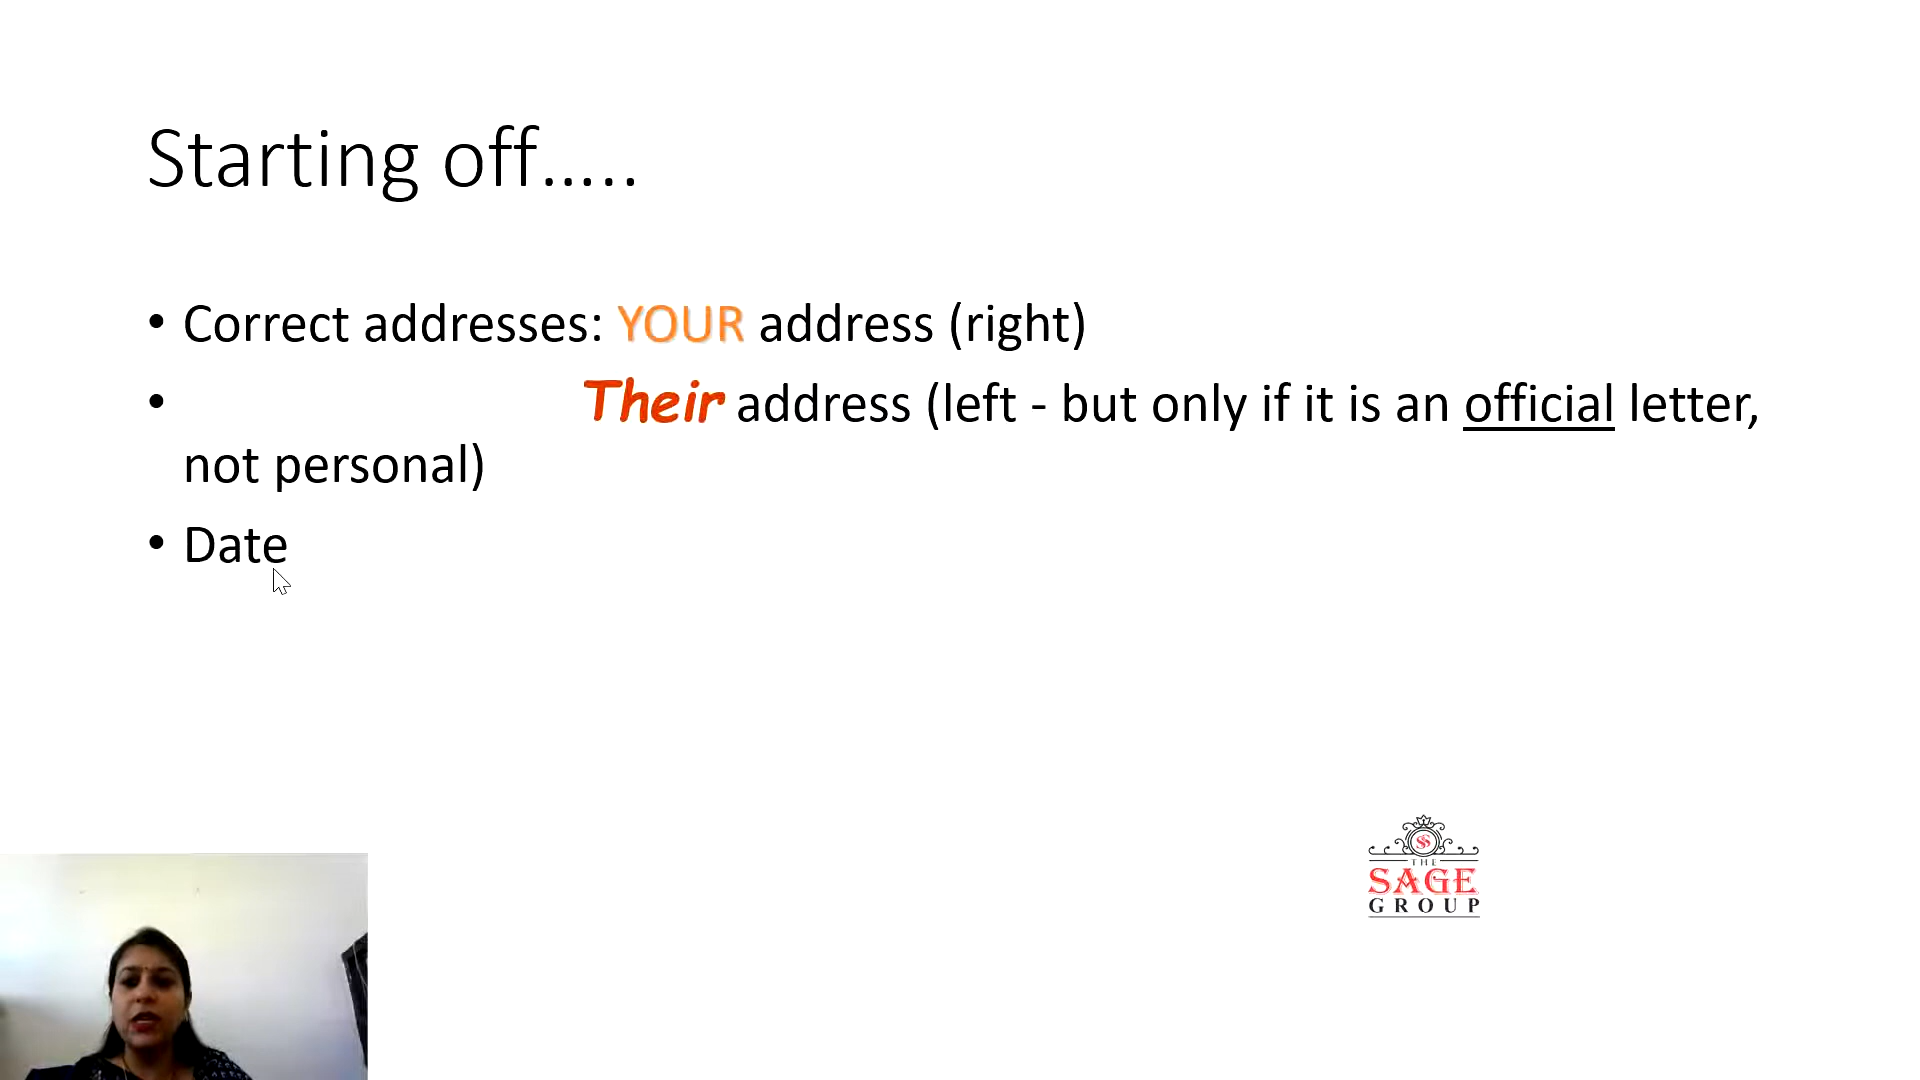 Starting off…..
• Correct addresses: YOUR address (right)
• Their address (left - but only if it is an official letter,
not personal)
• Date
THE
SAGE
GROUP